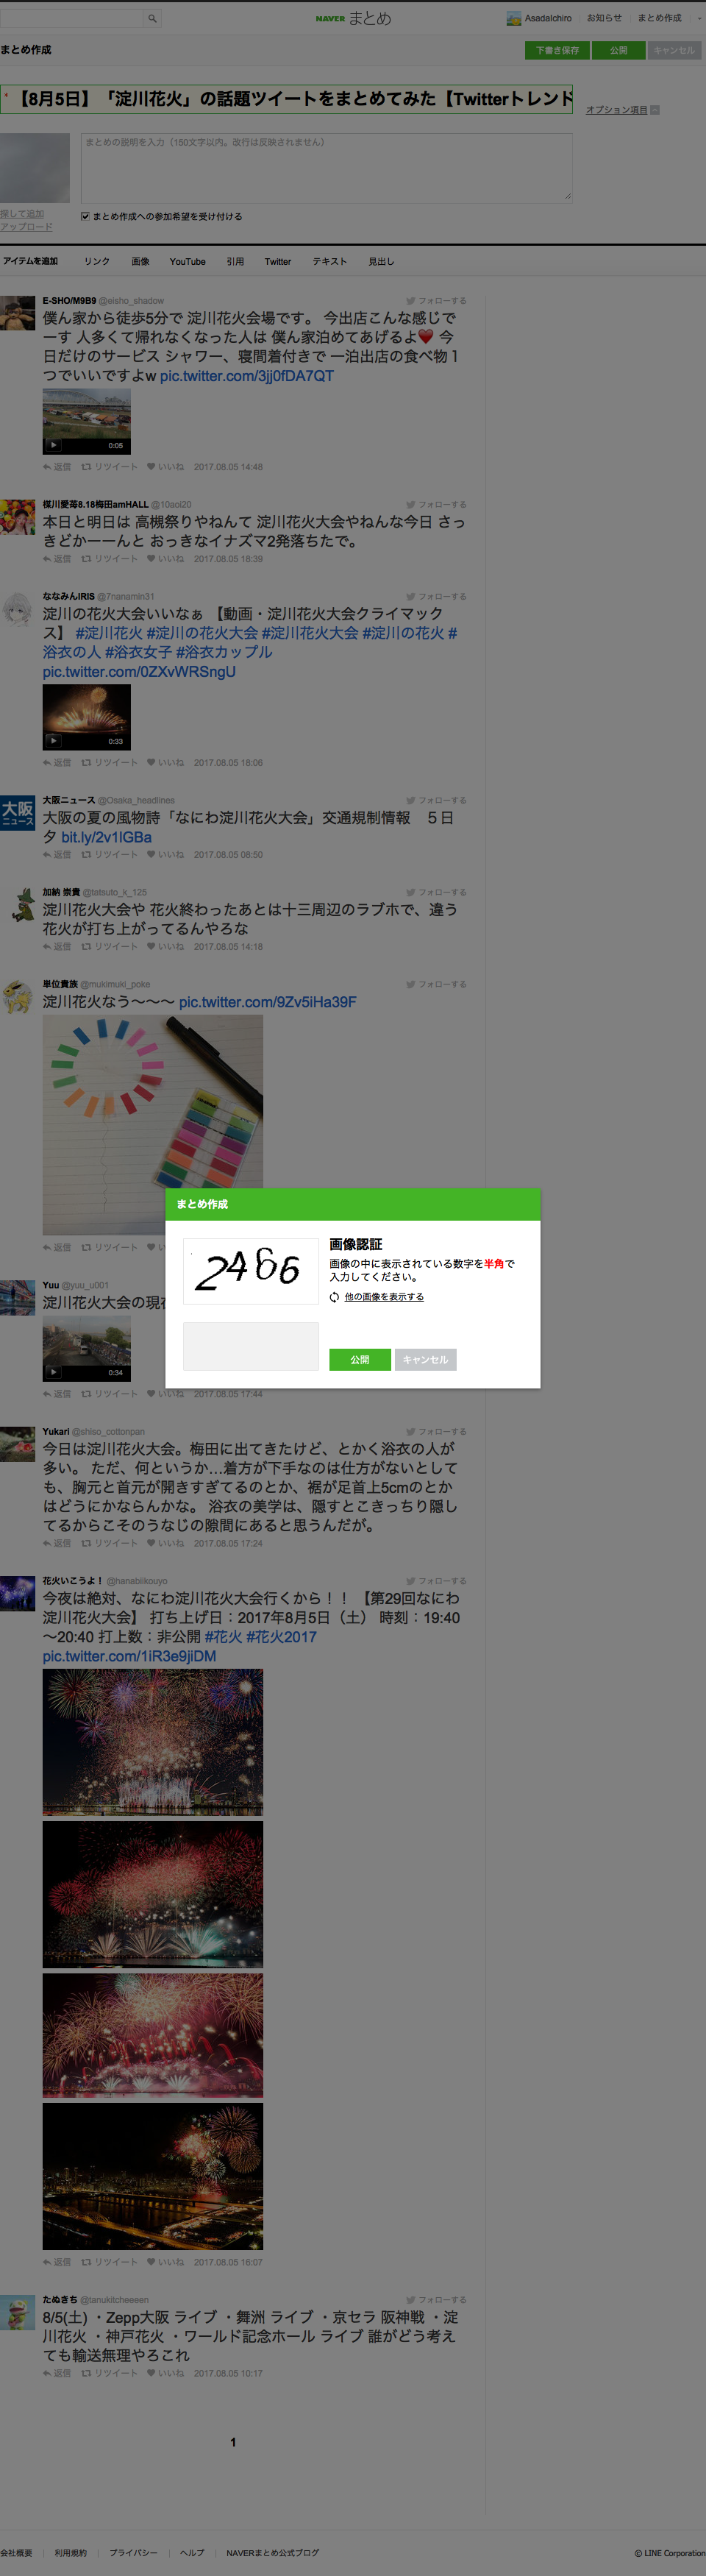 NAVER まとめ
AsadaIchiro
お知らせ
まとめ作成
まとめ作成
下書き保存
公開
キャンセル
* 【8月5日】「淀川花火」の話題ツイートをまとめてみた【Twitterトレンド
オプション項目
まとめの説明を入力（150文字以内。改行は反映されません）
探して追加
アップロード
まとめ作成への参加希望を受け付ける
アイテムを追加 リンク 画像 YouTube 引用 Twitter テキスト 見出し
E-SHO/M9B9 @eisho_shadow フォローする
僕ん家から徒歩5分で 淀川花火会場です。 今出店こんな感じで
ーす 人多くて帰れなくなった人は 僕ん家泊めてあげるよ❤ 今
日だけのサービス シャワー、寝間着付きで 一泊出店の食べ物１
つでいいですよw pic.twitter.com/3jj0fDA7QT
0:05
返信 リツイート いいね 2017.08.05 14:48
楳川愛苺8.18梅田amHALL @10aoi20 フォローする
本日と明日は 高槻祭りやねんて 淀川花火大会やねんな今日 さっ
きどかーーんと おっきなイナズマ2発落ちたで。
返信 リツイート いいね 2017.08.05 18:39
ななみんIRIS @7nanamin31 フォローする
淀川の花火大会いいなぁ 【動画・淀川花火大会クライマック
ス】 #淀川花火 #淀川の花火大会 #淀川花火大会 #淀川の花火 #
浴衣の人 #浴衣女子 #浴衣カップル
pic.twitter.com/0ZXvWRSngU
0:33
返信 リツイート いいね 2017.08.05 18:06
大阪
ニュース
大阪ニュース @Osaka_headlines フォローする
大阪の夏の風物詩「なにわ淀川花火大会」交通規制情報　５日
夕 bit.ly/2v1lGBa
返信 リツイート いいね 2017.08.05 08:50
加納 崇貴 @tatsuto_k_125 フォローする
淀川花火大会や 花火終わったあとは十三周辺のラブホで、違う
花火が打ち上がってるんやろな
返信 リツイート いいね 2017.08.05 14:18
単位貴族 @mukimuki_poke フォローする
淀川花火なう〜〜〜 pic.twitter.com/9Zv5iHa39F
返信 リツイート い
まとめ作成
2466
画像認証
画像の中に表示されている数字を半角で
入力してください。
他の画像を表示する
公開
キャンセル
Yuu @yuu_u001
淀川花火大会の現在
0:34
返信 リツイート いいね 2017.08.05 17:44
Yukari @shiso_cottonpan フォローする
今日は淀川花火大会。梅田に出てきたけど、とかく浴衣の人が
多い。 ただ、何というか…着方が下手なのは仕方がないとして
も、胸元と首元が開きすぎてるのとか、裾が足首上5cmのとか
はどうにかならんかな。 浴衣の美学は、隠すとこきっちり隠し
てるからこそのうなじの隙間にあると思うんだが。
返信 リツイート いいね 2017.08.05 17:24
花火いこうよ！ @hanabiikouyo フォローする
今夜は絶対、なにわ淀川花火大会行くから！！ 【第29回なにわ
淀川花火大会】 打ち上げ日：2017年8月5日（土） 時刻：19:40
〜20:40 打上数：非公開 #花火 #花火2017
pic.twitter.com/1iR3e9jiDM
返信 リツイート いいね 2017.08.05 16:07
たぬきち @tanukitcheeeen フォローする
8/5(土) ・Zepp大阪 ライブ ・舞洲 ライブ ・京セラ 阪神戦 ・淀
川花火 ・神戸花火 ・ワールド記念ホール ライブ 誰がどう考え
ても輸送無理やろこれ
返信 リツイート いいね 2017.08.05 10:17
1
会社概要 利用規約 プライバシー ヘルプ NAVERまとめ公式ブログ
© LINE Corporation